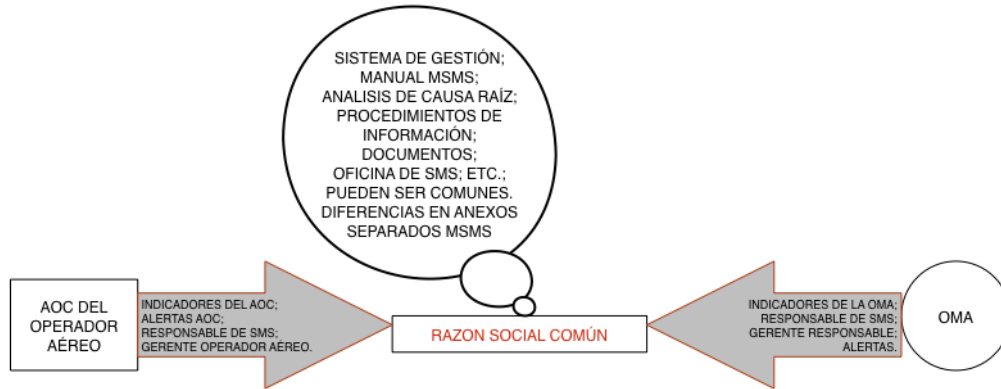 SISTEMA DE GESTIÓN;
MANUAL MSMS;
ANALISIS DE CAUSA RAÍZ;
PROCEDIMIENTOS DE
INFORMACIÓN;
DOCUMENTOS;
OFICINA DE SMS; ETC.;
PUEDEN SER COMUNES.
DIFERENCIAS EN ANEXOS
SEPARADOS MSMS
AOC DEL
OPERADOR
AÉREO
INDICADORES DEL AOC;
ALERTAS AOC;
RESPONSABLE DE SMS;
GERENTE OPERADOR AÉREO.
RAZON SOCIAL COMÚN
INDICADORES DE LA OMA;
RESPONSABLE DE SMS;
GERENTE RESPONSABLE;
ALERTAS.
OMA